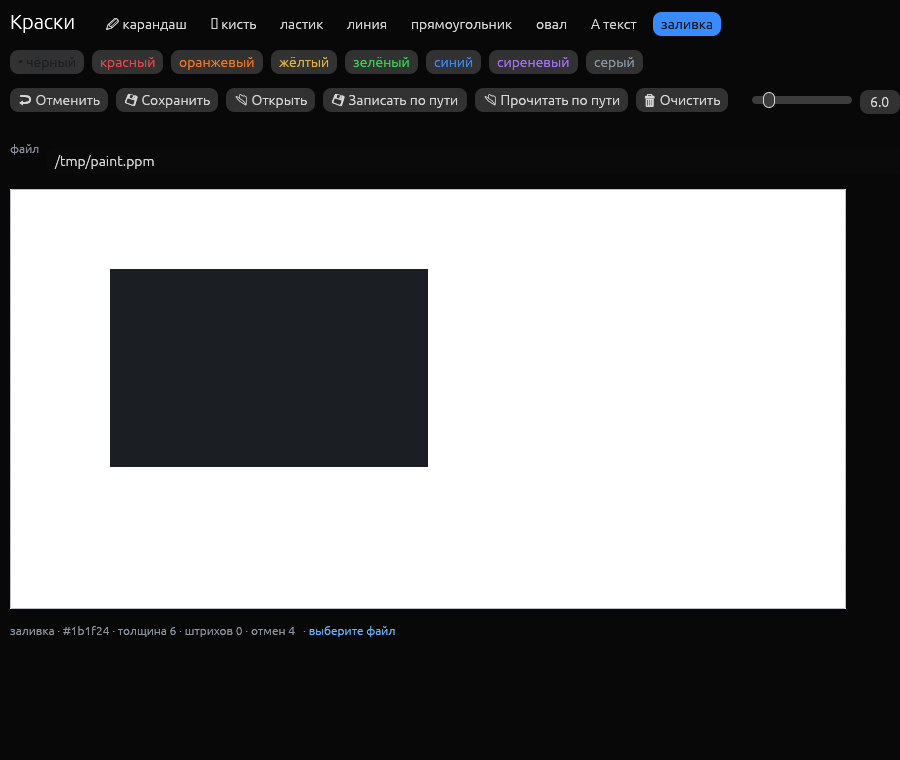 Краски карандаш кисть ластик линия прямоугольник овал А текст заливка
• чёрный красный оранжевый жёлтый зелёный синий сиреневый серый
Отменить Сохранить Открыть Записать по пути Прочитать по пути Очистить 6.0
файл
/tmp/paint.ppm
заливка · #1b1f24 · толщина 6 · штрихов 0 · отмен 4 · выберите файл